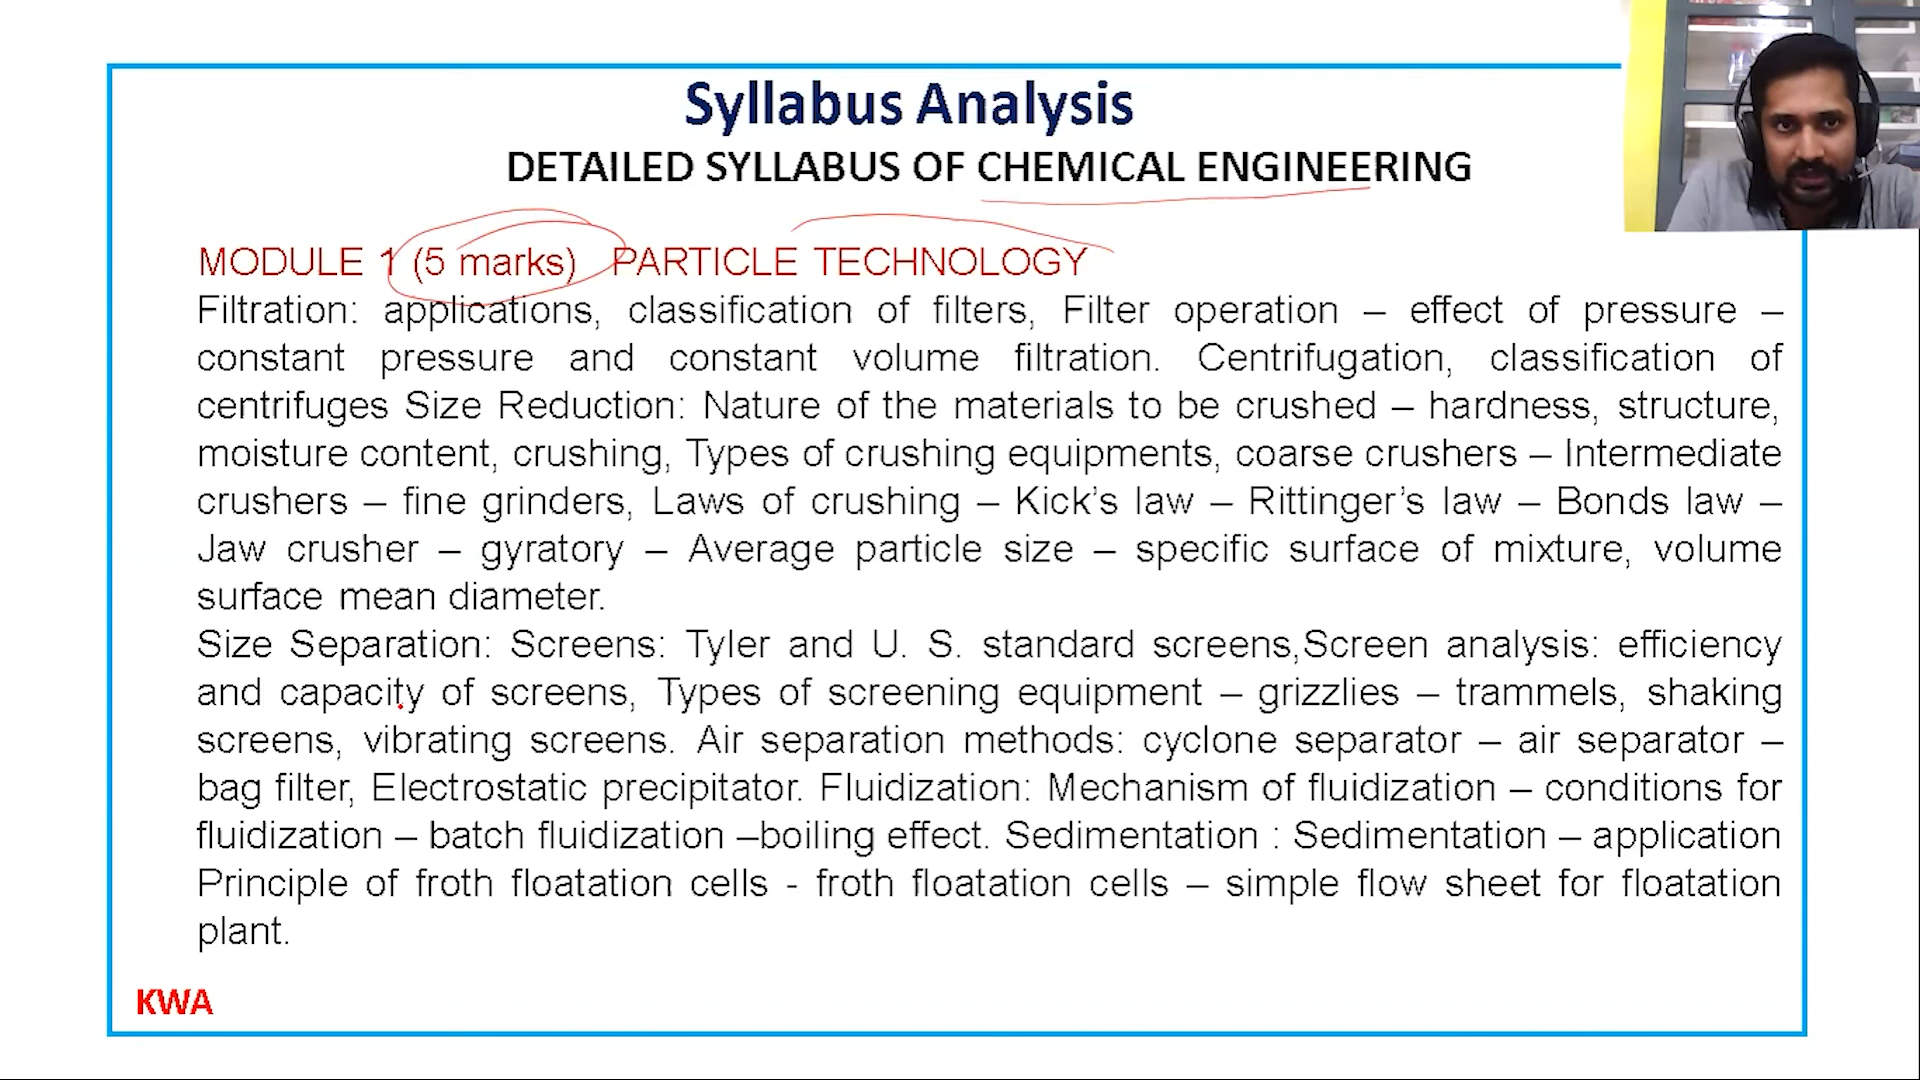 Syllabus Analysis
DETAILED SYLLABUS OF CHEMICAL ENGINEERING
MODULE 1 (5 marks) PARTICLE TECHNOLOGY
Filtration: applications, classification of filters, Filter operation – effect of pressure –
constant pressure and constant volume filtration. Centrifugation, classification of
centrifuges Size Reduction: Nature of the materials to be crushed – hardness, structure,
moisture content, crushing, Types of crushing equipments, coarse crushers – Intermediate
crushers – fine grinders, Laws of crushing – Kick’s law – Rittinger’s law – Bonds law –
Jaw crusher – gyratory – Average particle size – specific surface of mixture, volume
surface mean diameter.
Size Separation: Screens: Tyler and U. S. standard screens,Screen analysis: efficiency
and capacity of screens, Types of screening equipment – grizzlies – trammels, shaking
screens, vibrating screens. Air separation methods: cyclone separator – air separator –
bag filter, Electrostatic precipitator. Fluidization: Mechanism of fluidization – conditions for
fluidization – batch fluidization –boiling effect. Sedimentation : Sedimentation – application
Principle of froth floatation cells - froth floatation cells – simple flow sheet for floatation
plant.
KWA